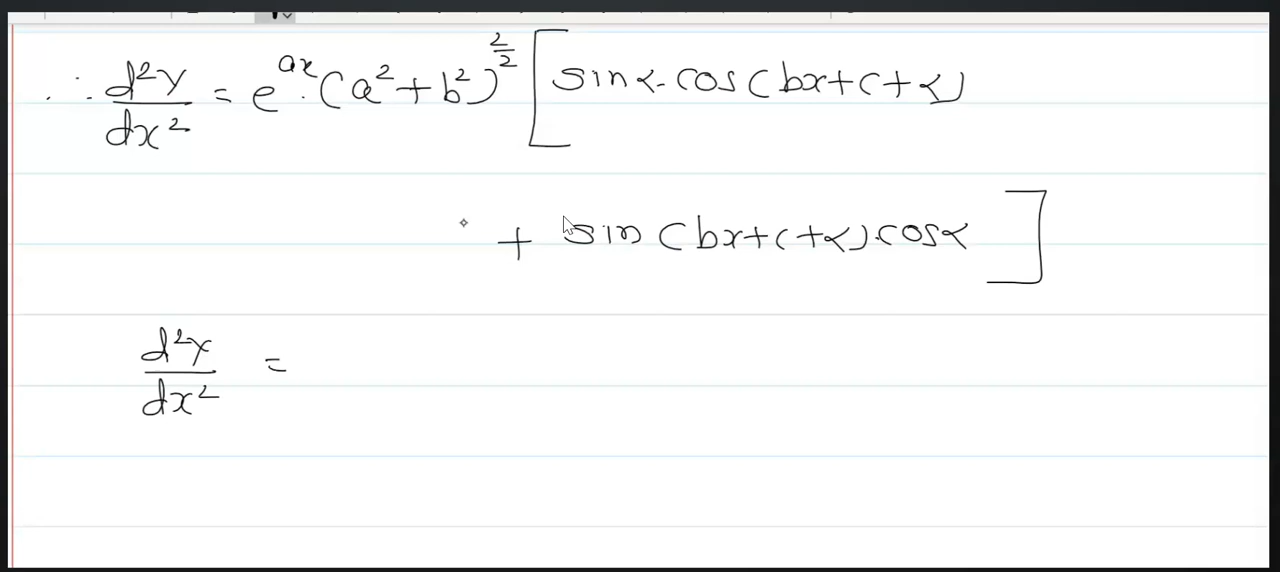 ∴ d²y/dx² = e^ax . (a² + b²)^2/2 [ sinα . cos(bx+c+α)
+ sin(bx+c+α).cosα ]
d²y/dx² =